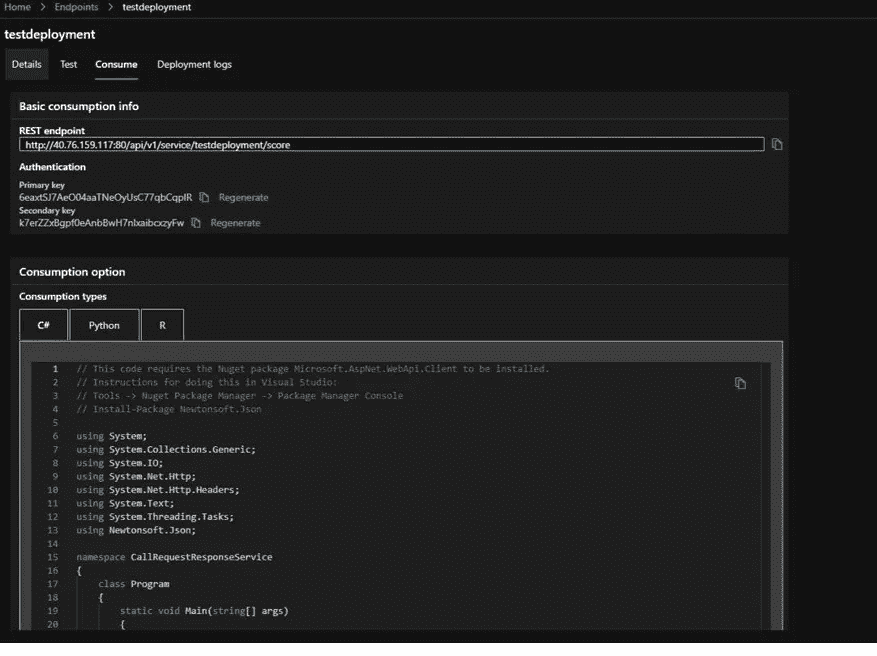 Home > Endpoints > testdeployment
testdeployment
Details Test Consume Deployment logs
Basic consumption info
REST endpoint
http://40.76.159.117:80/api/v1/service/testdeployment/score
Authentication
Primary key
Regenerate
Secondary key
Regenerate
Consumption option
Consumption types
C# Python R
1 // This code requires the Nuget package Microsoft.AspNet.WebApi.Client to be installed.
2 // Instructions for doing this in Visual Studio:
3 // Tools -> Nuget Package Manager -> Package Manager Console
4 // Install-Package Newtonsoft.Json
5
6 using System;
7 using System.Collections.Generic;
8 using System.IO;
9 using System.Net.Http;
10 using System.Net.Http.Headers;
11 using System.Text;
12 using System.Threading.Tasks;
13 using Newtonsoft.Json;
14
15 namespace CallRequestResponseService
16 {
17 class Program
18 {
19 static void Main(string[] args)
20 {